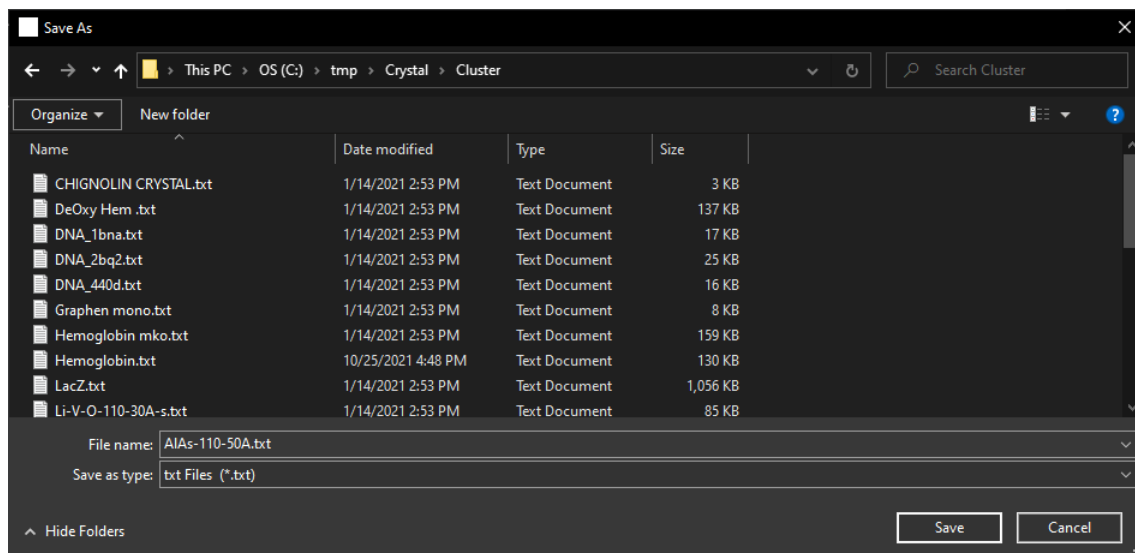 Save As
This PC > OS (C:) > tmp > Crystal > Cluster
Search Cluster
Organize
New folder
Name Date modified Type Size
CHIGNOLIN CRYSTAL.txt 1/14/2021 2:53 PM Text Document 3 KB
DeOxy Hem .txt 1/14/2021 2:53 PM Text Document 137 KB
DNA_1bna.txt 1/14/2021 2:53 PM Text Document 17 KB
DNA_2bq2.txt 1/14/2021 2:53 PM Text Document 25 KB
DNA_440d.txt 1/14/2021 2:53 PM Text Document 16 KB
Graphen mono.txt 1/14/2021 2:53 PM Text Document 8 KB
Hemoglobin mko.txt 1/14/2021 2:53 PM Text Document 159 KB
Hemoglobin.txt 10/25/2021 4:48 PM Text Document 130 KB
LacZ.txt 1/14/2021 2:53 PM Text Document 1,056 KB
Li-V-O-110-30A-s.txt 1/14/2021 2:53 PM Text Document 85 KB
File name: AlAs-110-50A.txt
Save as type: txt Files (*.txt)
Hide Folders
Save
Cancel